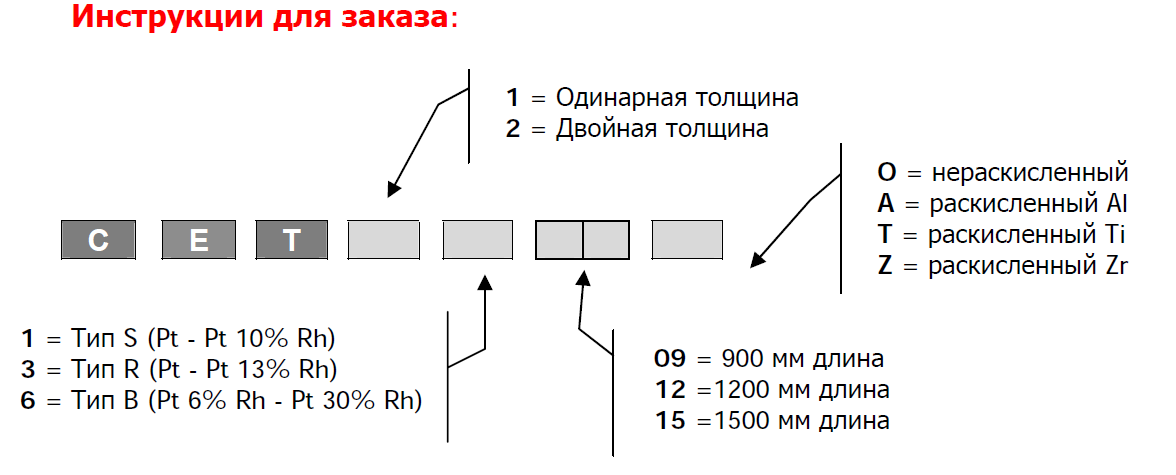 Инструкции для заказа:
1 = Одинарная толщина
2 = Двойная толщина
O = нераскисленный
A = раскисленный Al
T = раскисленный Ti
Z = раскисленный Zr
C E T
1 = Тип S (Pt - Pt 10% Rh)
3 = Тип R (Pt - Pt 13% Rh)
6 = Тип B (Pt 6% Rh - Pt 30% Rh)
09 = 900 мм длина
12 =1200 мм длина
15 =1500 мм длина